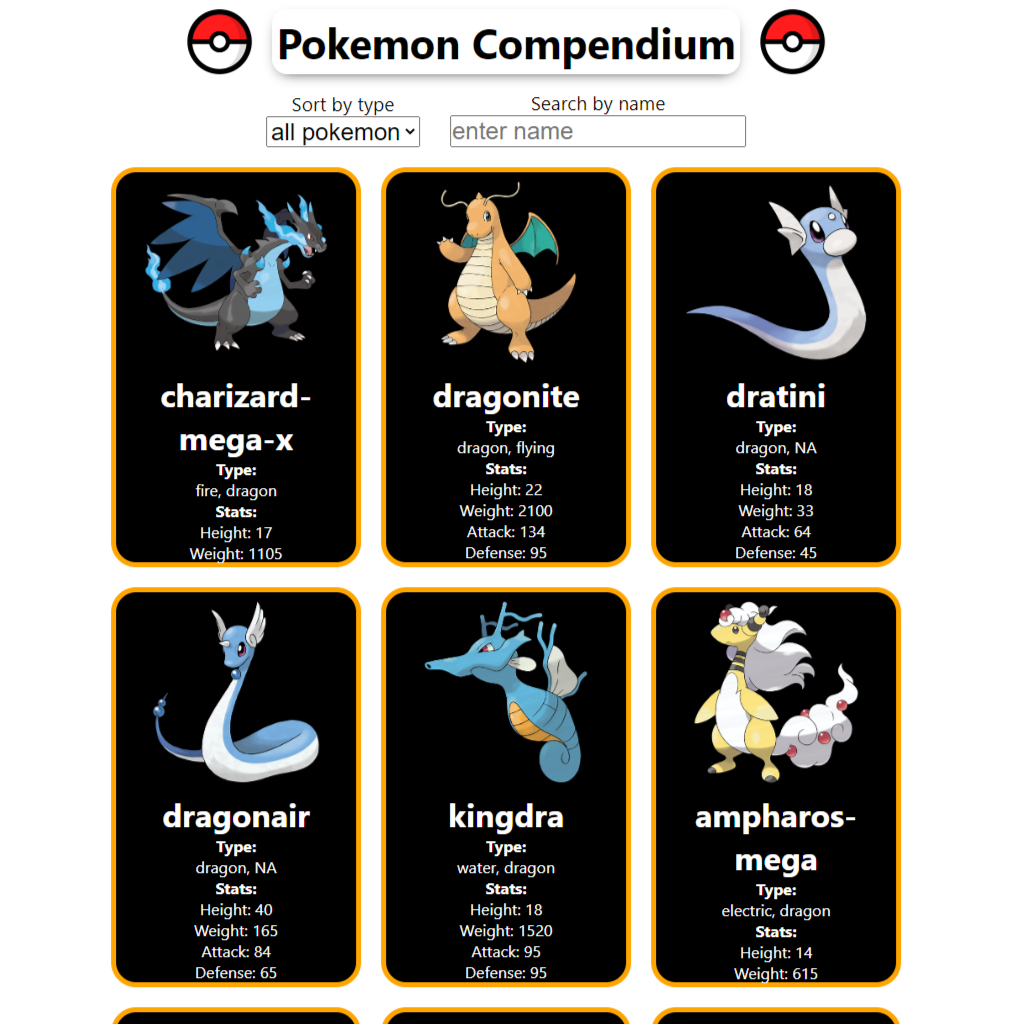 Pokemon Compendium
Sort by type
Search by name
all pokemon
enter name
charizard-
mega-x
Type:
fire, dragon
Stats:
Height: 17
Weight: 1105
dragonite
Type:
dragon, flying
Stats:
Height: 22
Weight: 2100
Attack: 134
Defense: 95
dratini
Type:
dragon, NA
Stats:
Height: 18
Weight: 33
Attack: 64
Defense: 45
dragonair
Type:
dragon, NA
Stats:
Height: 40
Weight: 165
Attack: 84
Defense: 65
kingdra
Type:
water, dragon
Stats:
Height: 18
Weight: 1520
Attack: 95
Defense: 95
ampharos-
mega
Type:
electric, dragon
Stats:
Height: 14
Weight: 615